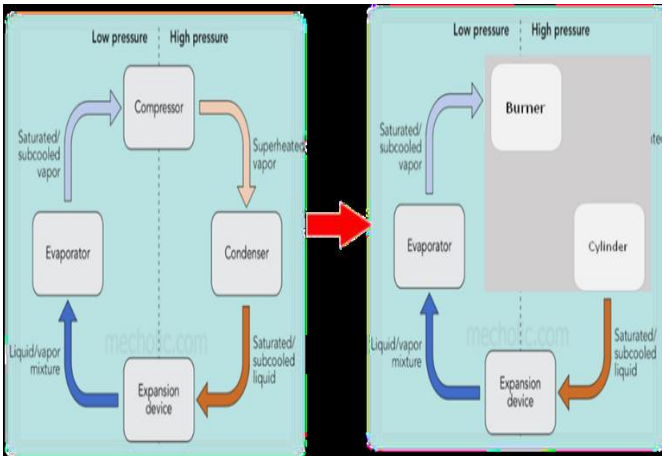 Low pressure
High pressure
Compressor
Saturated/
subcooled
vapor
Superheated
vapor
Evaporator
Condenser
mecholic.com
Liquid/vapor
mixture
Saturated/
subcooled
liquid
Expansion
device
Low pressure
High pressure
Burner
Saturated/
subcooled
vapor
Evaporator
Cylinder
mecholic.com
Liquid/vapor
mixture
Saturated/
subcooled
liquid
Expansion
device